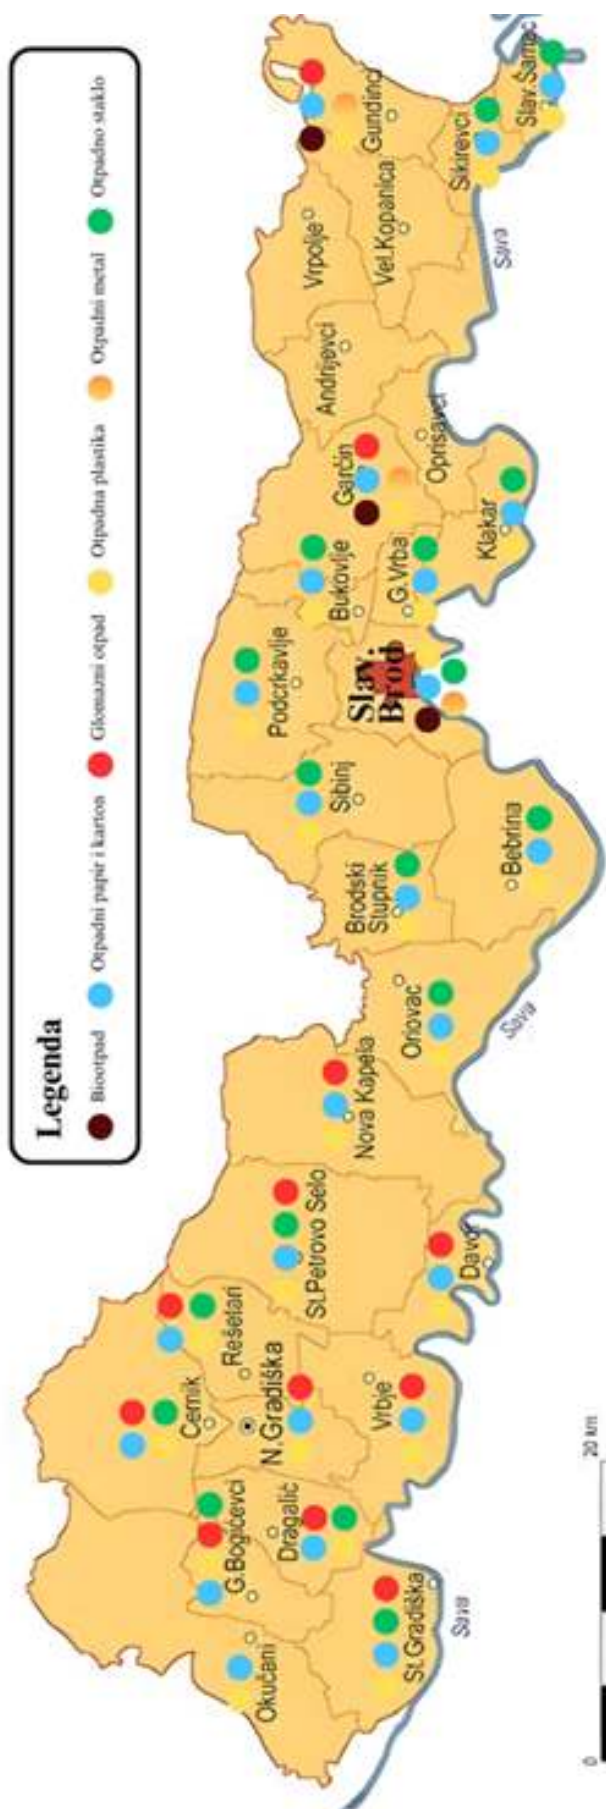 Legenda
Biootpad
Otpadni papir i karton
Glomazni otpad
Otpadna plastika
Otpadni metal
Otpadno staklo
Okučani
G.Bogićevci
Cernik
Rešetari
Dragalić
N.Gradiška
St.Gradiška
Vrbje
St.Petrovo Selo
Davor
Nova Kapela
Oriovac
Brodski
Stupnik
Sibinj
Bebrina
Podcrkavlje
Slav.
Brod
Bukovlje
G.Vrba
Garčin
Klakar
Oprisavci
Andrijevci
Vrpolje
Vel.Kopanica
Gundinci
Sikirevci
Slav.Šamac
Sava
Sava
Sava
0
20 km